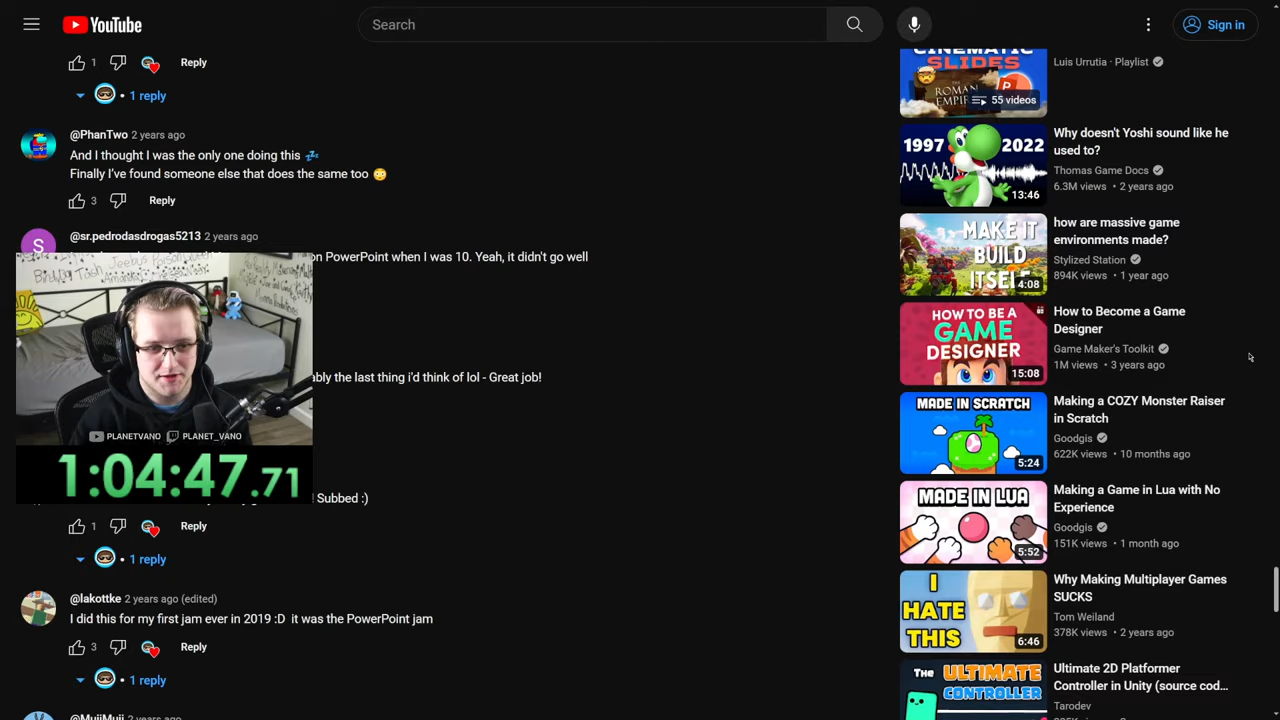 YouTube
Search
Sign in
1
Reply
1 reply
@PhanTwo 2 years ago
And I thought I was the only one doing this 💤
Finally I've found someone else that does the same too 😳
3
Reply
@sr.pedrodasdrogas5213 2 years ago
S
on PowerPoint when I was 10. Yeah, it didn't go well
ably the last thing i'd think of lol - Great job!
PLANETVANO PLANET_VANO
1:04:47.71
! Subbed :)
1
Reply
1 reply
@lakottke 2 years ago (edited)
I did this for my first jam ever in 2019 :D it was the PowerPoint jam
3
Reply
1 reply
@MujjMujj 2 years ago
CINEMATIC
SLIDES
THE
ROMAN
EMPIRE
55 videos
Luis Urrutia · Playlist
1997 2022
13:46
Why doesn't Yoshi sound like he
used to?
Thomas Game Docs
6.3M views • 2 years ago
MAKE IT
BUILD
ITSELF
4:08
how are massive game
environments made?
Stylized Station
894K views • 1 year ago
HOW TO BE A
GAME
DESIGNER
15:08
How to Become a Game
Designer
Game Maker's Toolkit
1M views • 3 years ago
MADE IN SCRATCH
5:24
Making a COZY Monster Raiser
in Scratch
Goodgis
622K views • 10 months ago
MADE IN LUA
5:52
Making a Game in Lua with No
Experience
Goodgis
151K views • 1 month ago
I
HATE
THIS
6:46
Why Making Multiplayer Games
SUCKS
Tom Weiland
378K views • 2 years ago
The ULTIMATE
CONTROLLER
Ultimate 2D Platformer
Controller in Unity (source cod...
Tarodev